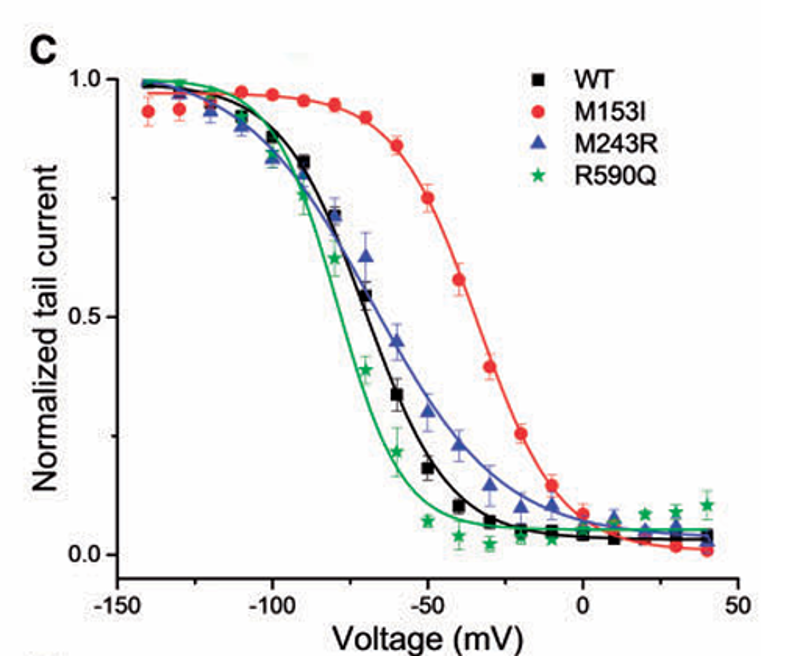 C
1.0
0.5
0.0
Normalized tail current
WT
M153I
M243R
R590Q
-150 -100 -50 0 50
Voltage (mV)